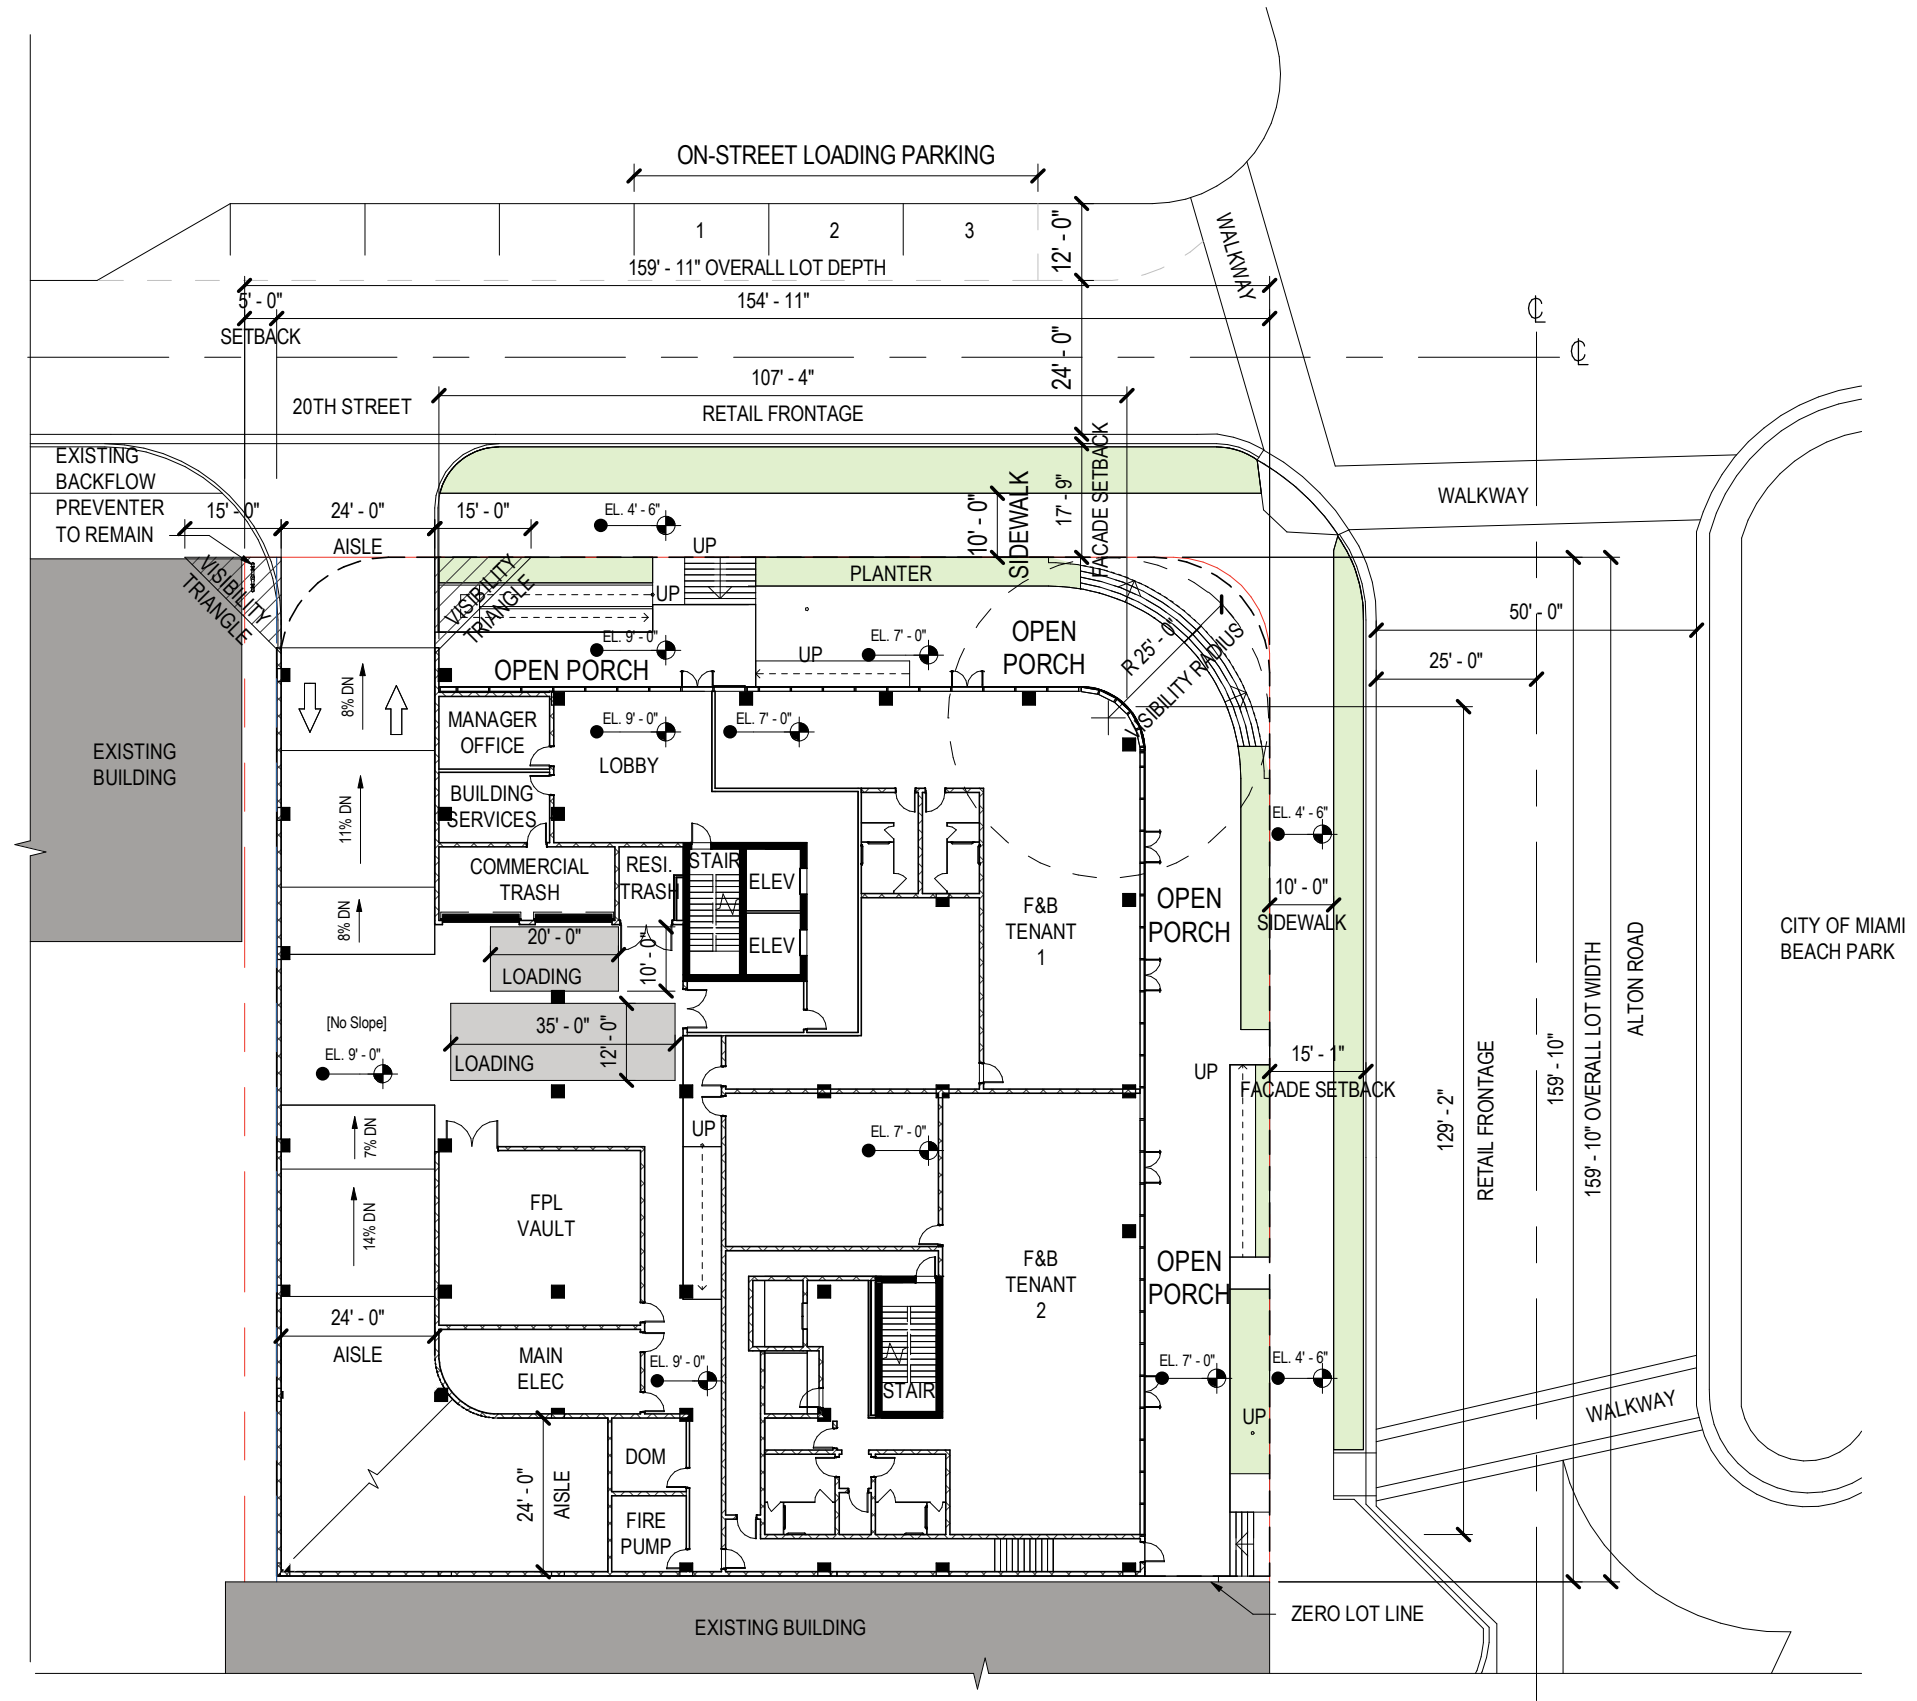 ON-STREET LOADING PARKING
1
2
3
12' - 0"
WALKWAY
159' - 11" OVERALL LOT DEPTH
5' - 0"
SETBACK
154' - 11"
24' - 0"
℄
℄
107' - 4"
20TH STREET
RETAIL FRONTAGE
EXISTING
BACKFLOW
PREVENTER
TO REMAIN
15' - 0"
24' - 0"
AISLE
15' - 0"
EL. 4' - 6"
10' - 0"
SIDEWALK
17' - 9"
FACADE SETBACK
WALKWAY
VISIBILITY
TRIANGLE
VISIBILITY
TRIANGLE
UP
UP
PLANTER
50' - 0"
25' - 0"
EL. 9' - 0"
OPEN PORCH
UP
EL. 7' - 0"
OPEN
PORCH
R 25' - 0"
VISIBILITY RADIUS
8% DN
MANAGER
OFFICE
EL. 9' - 0"
LOBBY
EL. 7' - 0"
EXISTING
BUILDING
11% DN
BUILDING
SERVICES
EL. 4' - 6"
COMMERCIAL
TRASH
RESI.
TRASH
STAIR
ELEV
ELEV
8% DN
F&B
TENANT
1
OPEN
PORCH
10' - 0"
SIDEWALK
CITY OF MIAMI
BEACH PARK
20' - 0"
LOADING
10' - 0"
[No Slope]
EL. 9' - 0"
35' - 0"
LOADING
12' - 0"
159' - 10" OVERALL LOT WIDTH
ALTON ROAD
159' - 10"
RETAIL FRONTAGE
129' - 2"
UP
15' - 1"
FACADE SETBACK
7% DN
UP
EL. 7' - 0"
14% DN
FPL
VAULT
F&B
TENANT
2
OPEN
PORCH
24' - 0"
AISLE
MAIN
ELEC
EL. 9' - 0"
STAIR
EL. 7' - 0"
EL. 4' - 6"
UP
WALKWAY
24' - 0"
AISLE
DOM
FIRE
PUMP
ZERO LOT LINE
EXISTING BUILDING